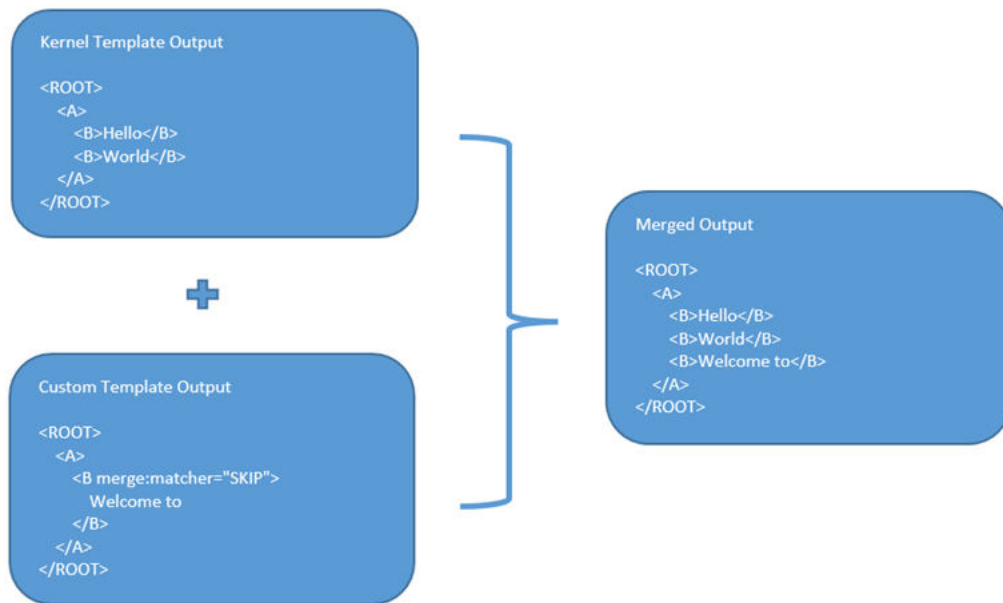 Kernel Template Output
<ROOT>
<A>
<B>Hello</B>
<B>World</B>
</A>
</ROOT>
Custom Template Output
<ROOT>
<A>
<B merge:matcher="SKIP">
Welcome to
</B>
</A>
</ROOT>
Merged Output
<ROOT>
<A>
<B>Hello</B>
<B>World</B>
<B>Welcome to</B>
</A>
</ROOT>